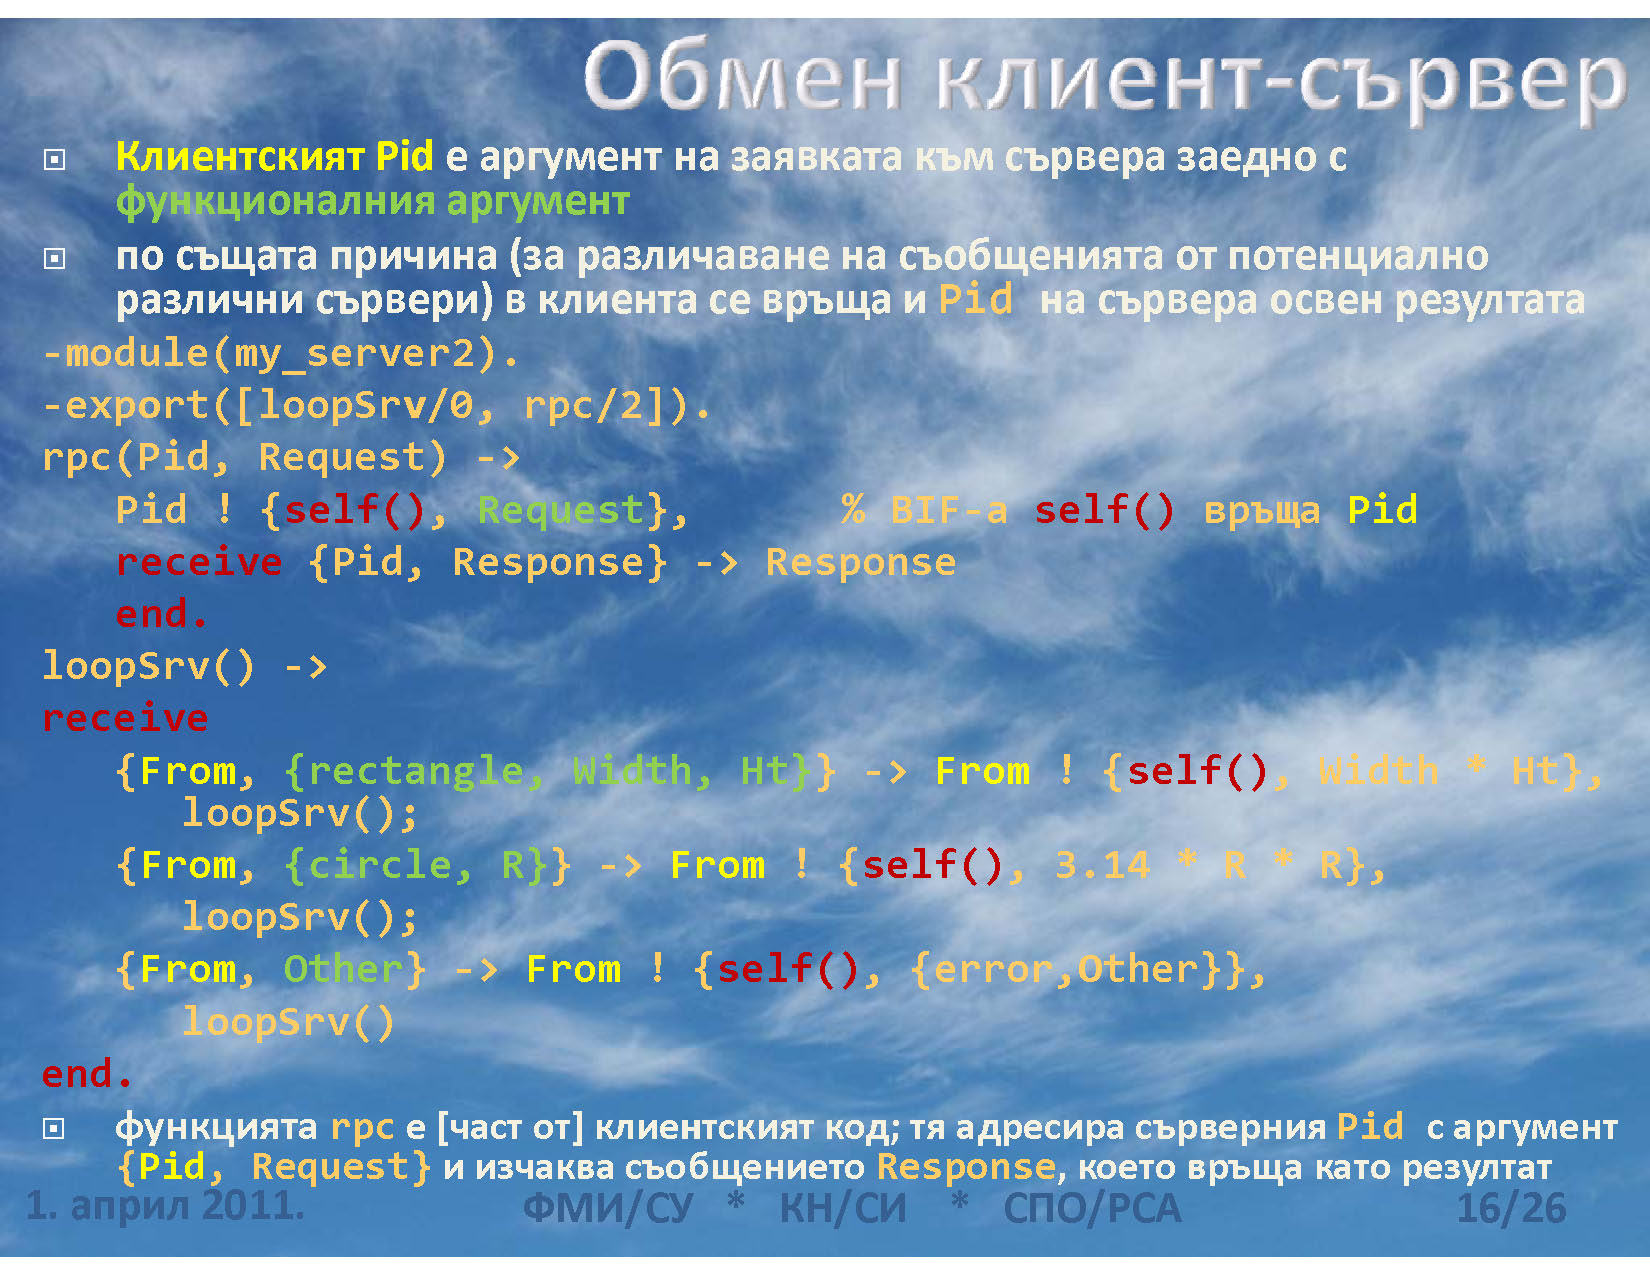 Обмен клиент-сървер
Клиентският Pid е аргумент на заявката към сървера заедно с
функционалния аргумент
по същата причина (за различаване на съобщенията от потенциално
различни сървери) в клиента се връща и Pid на сървера освен резултата
-module(my_server2).
-export([loopSrv/0, rpc/2]).
rpc(Pid, Request) ->
Pid ! {self(), Request}, % BIF-а self() връща Pid
receive {Pid, Response} -> Response
end.
loopSrv() ->
receive
{From, {rectangle, Width, Ht}} -> From ! {self(), Width * Ht},
loopSrv();
{From, {circle, R}} -> From ! {self(), 3.14 * R * R},
loopSrv();
{From, Other} -> From ! {self(), {error,Other}},
loopSrv()
end.
функцията rpc е [част от] клиентският код; тя адресира сърверния Pid с аргумент
{Pid, Request} и изчаква съобщението Response, което връща като резултат
1. април 2011. ФМИ/СУ * КН/СИ * СПО/РСА 16/26